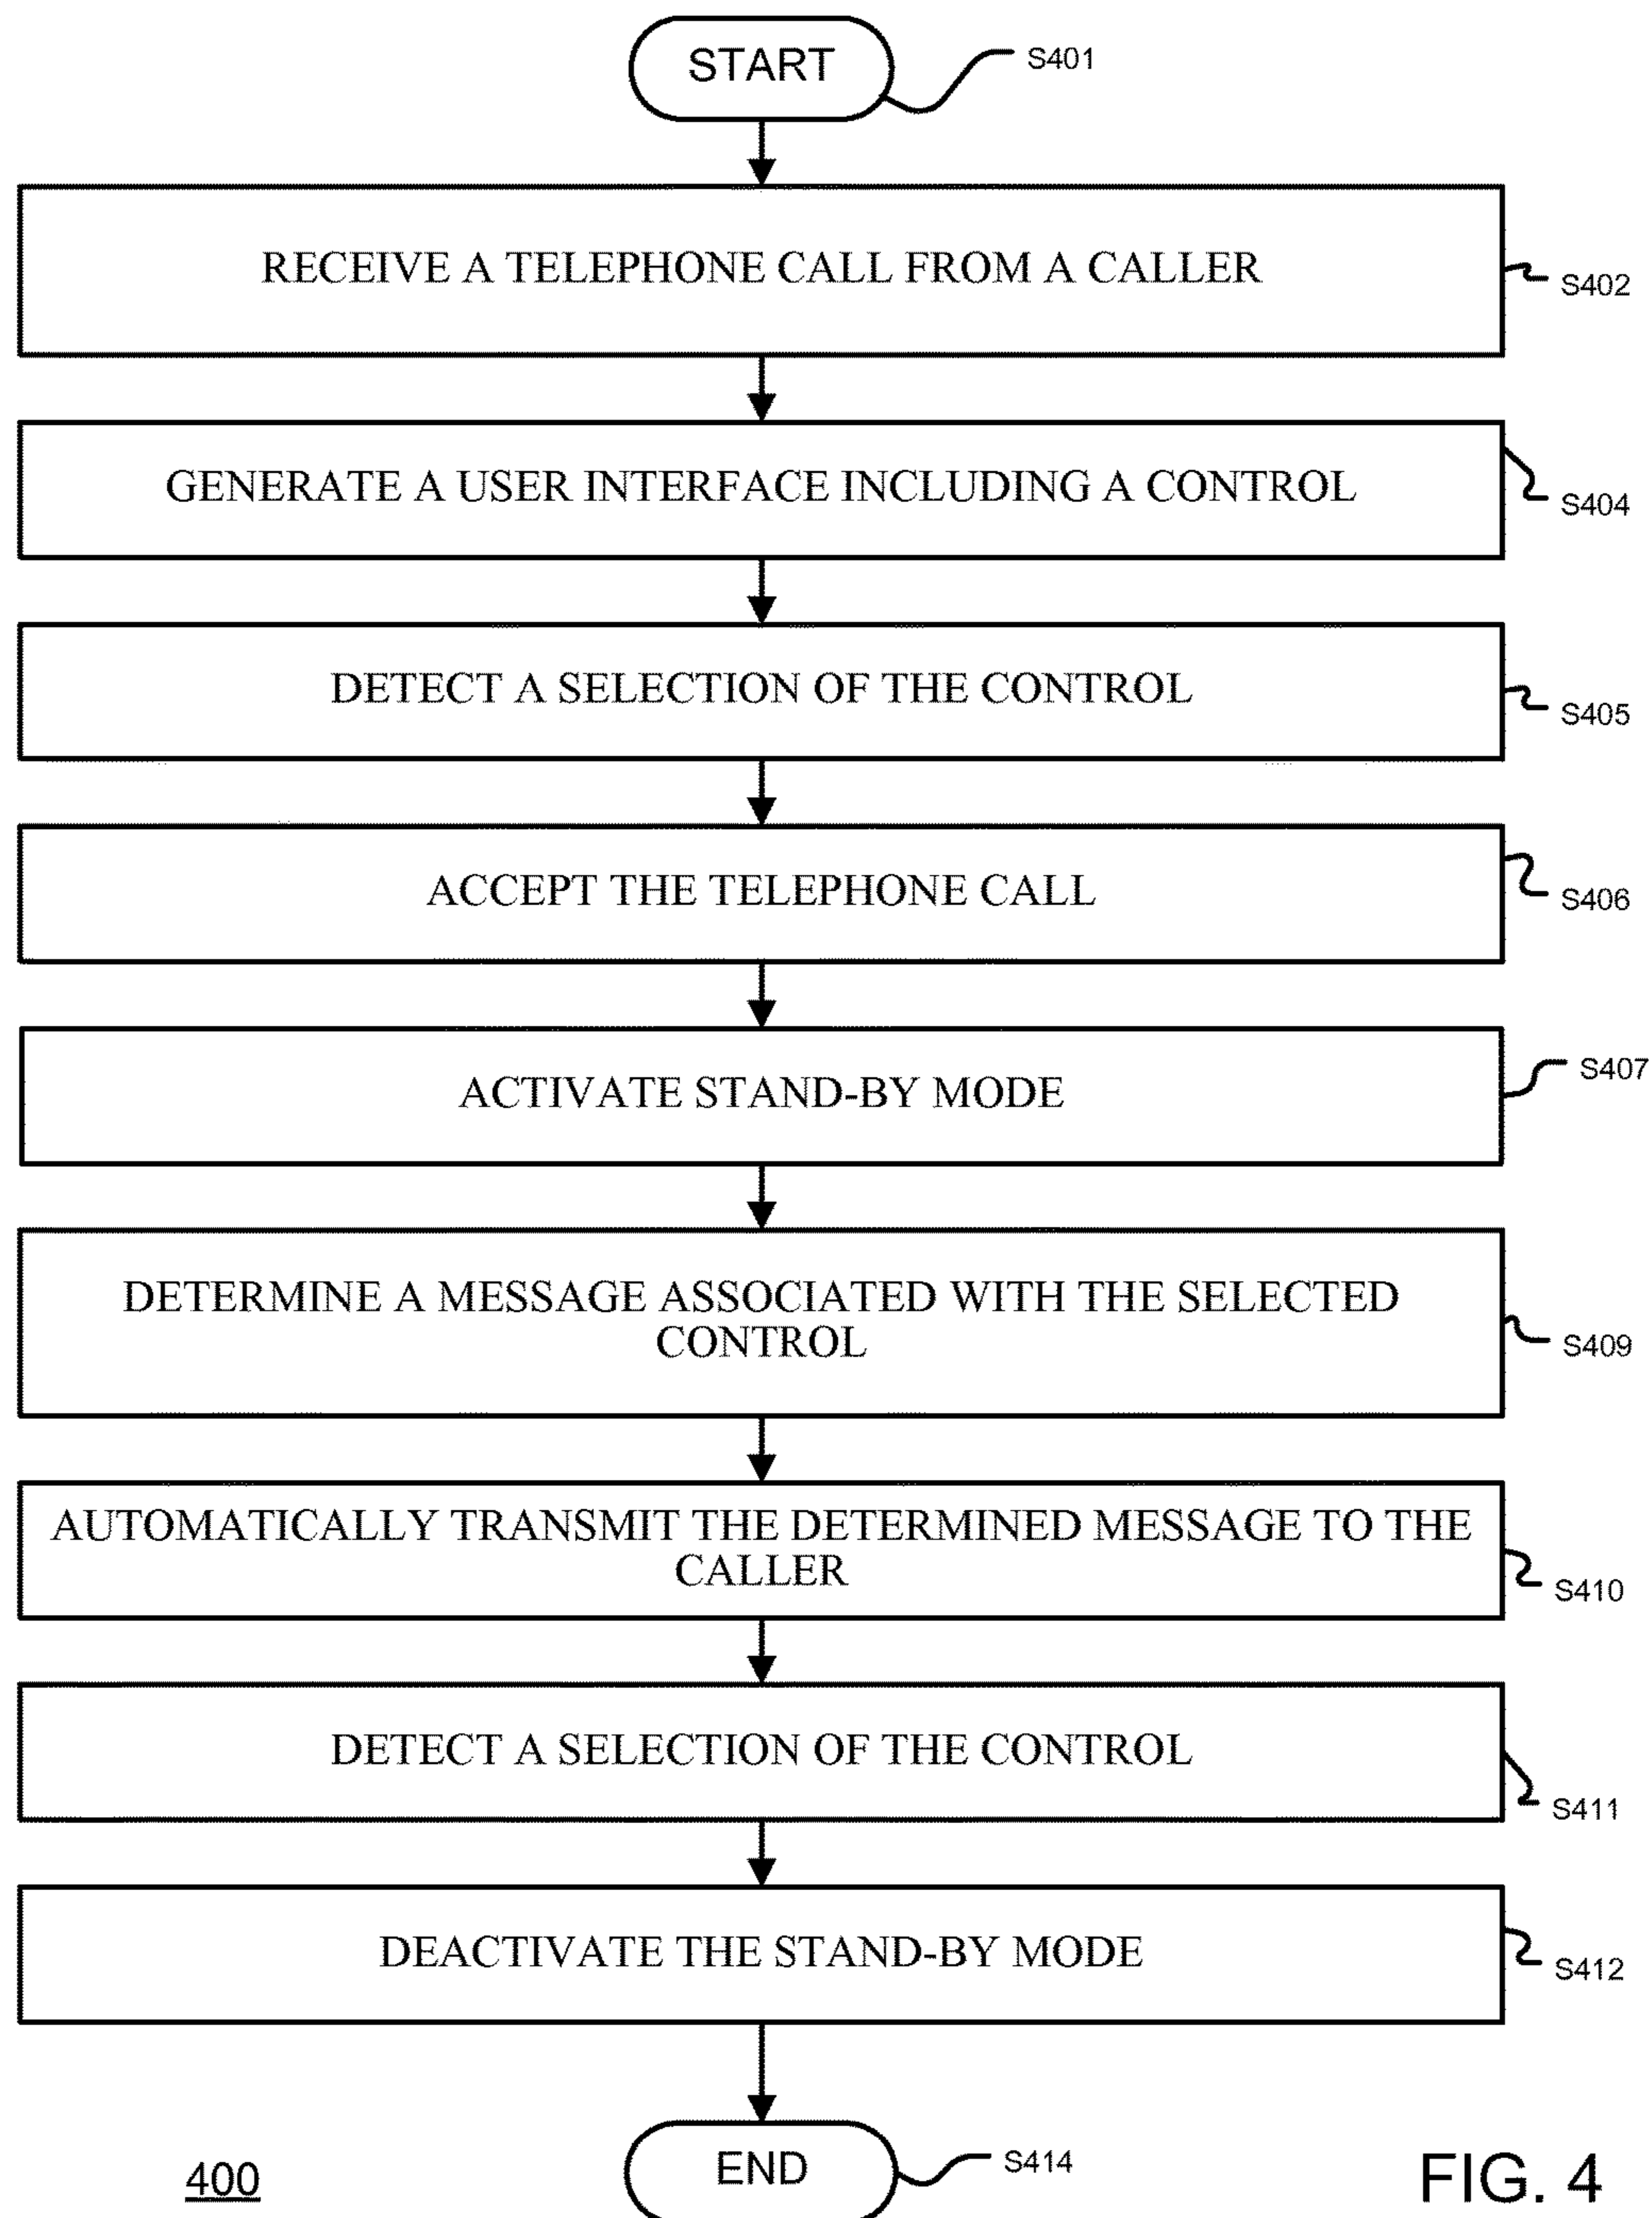 START
S401
RECEIVE A TELEPHONE CALL FROM A CALLER
S402
GENERATE A USER INTERFACE INCLUDING A CONTROL
S404
DETECT A SELECTION OF THE CONTROL
S405
ACCEPT THE TELEPHONE CALL
S406
ACTIVATE STAND-BY MODE
S407
DETERMINE A MESSAGE ASSOCIATED WITH THE SELECTED
CONTROL
S409
AUTOMATICALLY TRANSMIT THE DETERMINED MESSAGE TO THE
CALLER
S410
DETECT A SELECTION OF THE CONTROL
S411
DEACTIVATE THE STAND-BY MODE
S412
END
S414
400
FIG. 4